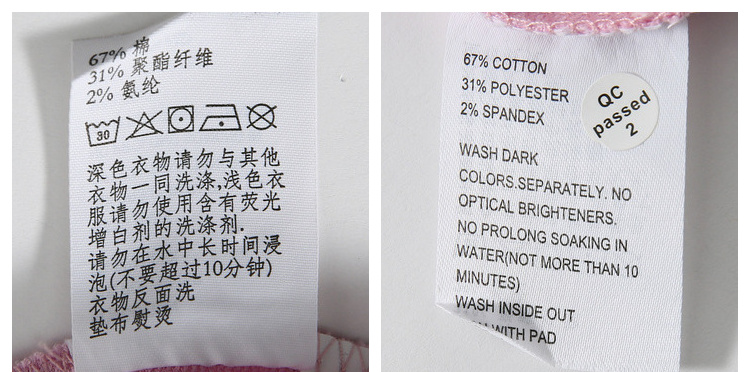 67% 棉
31% 聚酯纤维
2% 氨纶
30
深色衣物请勿与其他
衣物一同洗涤,浅色衣
服请勿使用含有荧光
增白剂的洗涤剂.
请勿在水中长时间浸
泡(不要超过10分钟)
衣物反面洗
垫布熨烫
67% COTTON
31% POLYESTER
2% SPANDEX
QC
passed
2
WASH DARK
COLORS.SEPARATELY. NO
OPTICAL BRIGHTENERS.
NO PROLONG SOAKING IN
WATER(NOT MORE THAN 10
MINUTES)
WASH INSIDE OUT
WITH PAD